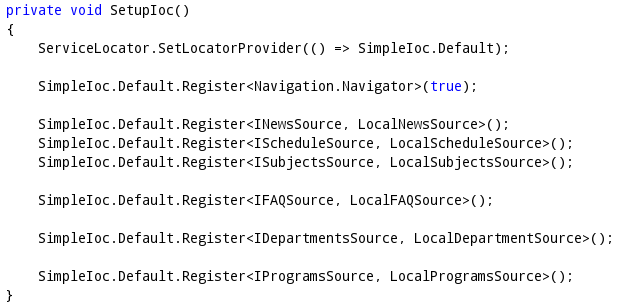 private void SetupIoc()
{
    ServiceLocator.SetLocatorProvider(() => SimpleIoc.Default);

    SimpleIoc.Default.Register<Navigation.Navigator>(true);

    SimpleIoc.Default.Register<INewsSource, LocalNewsSource>();
    SimpleIoc.Default.Register<IScheduleSource, LocalScheduleSource>();
    SimpleIoc.Default.Register<ISubjectsSource, LocalSubjectsSource>();

    SimpleIoc.Default.Register<IFAQSource, LocalFAQSource>();

    SimpleIoc.Default.Register<IDepartmentsSource, LocalDepartmentSource>();

    SimpleIoc.Default.Register<IProgramsSource, LocalProgramsSource>();
}